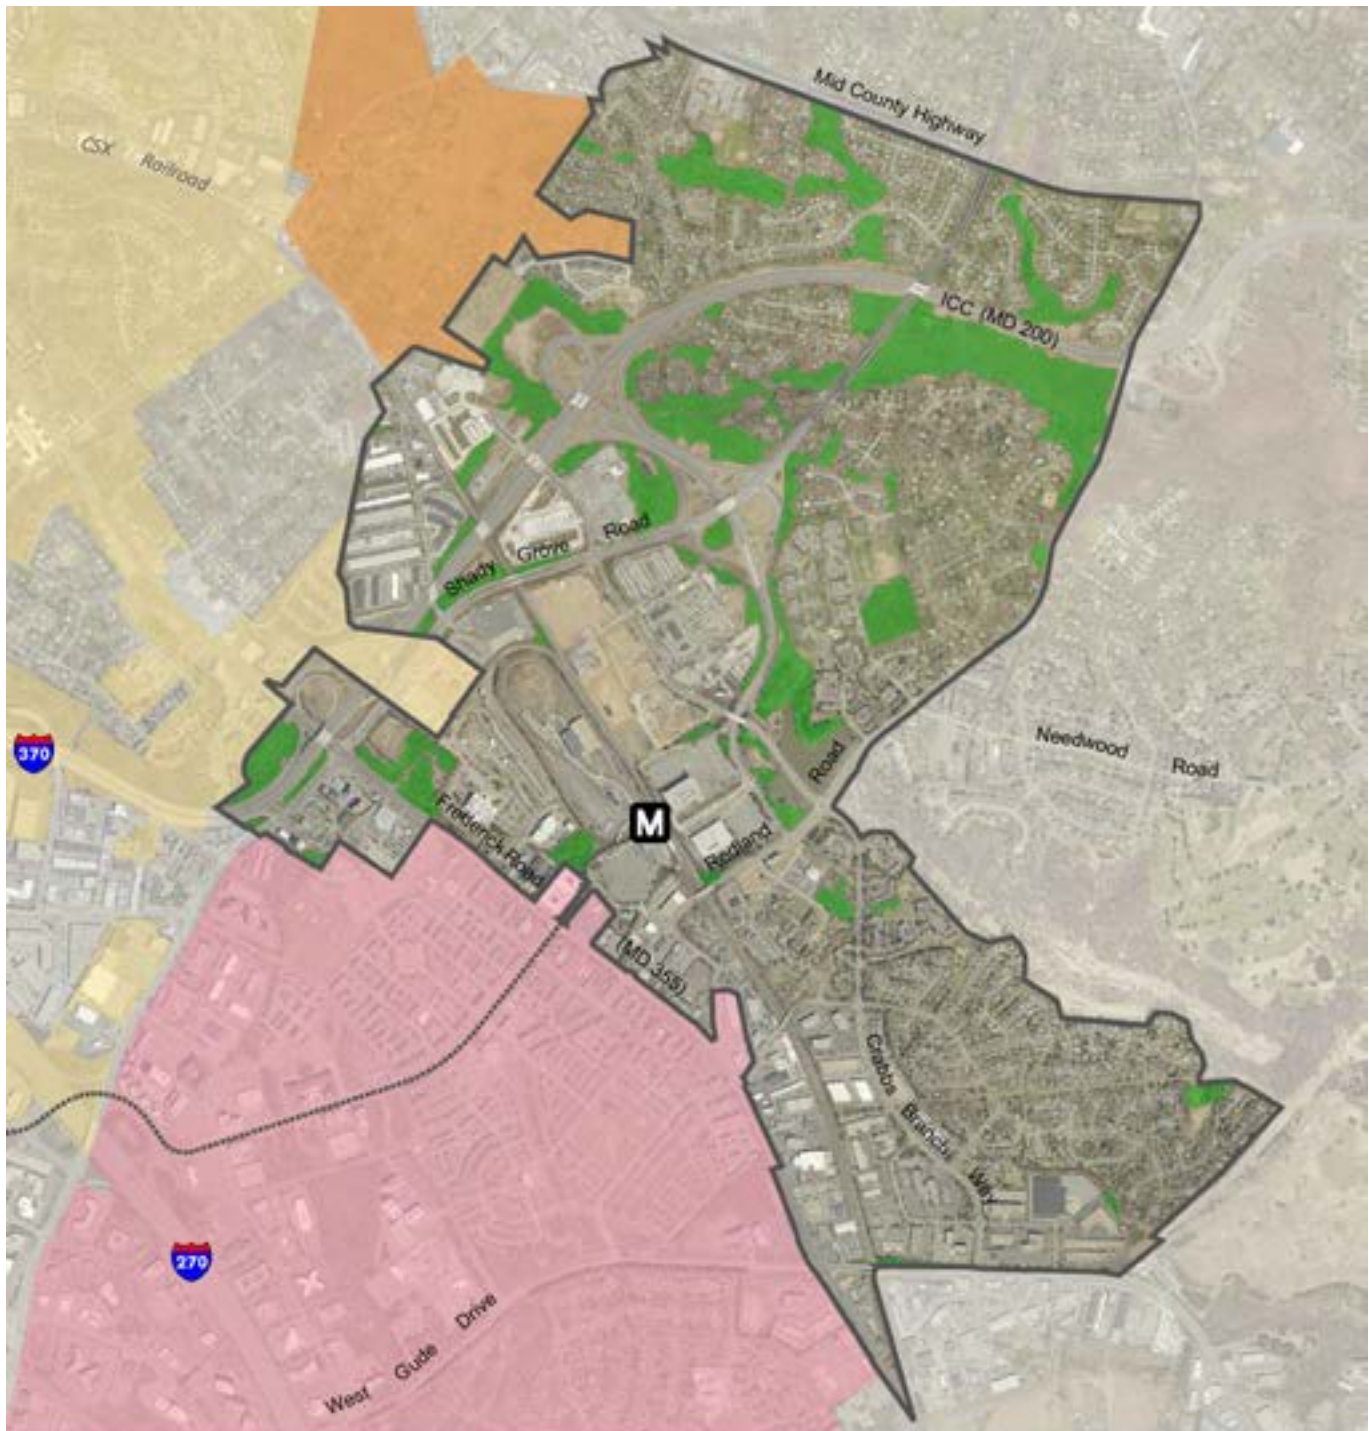 Mid County Highway
CSX Railroad
ICC (MD 200)
Shady Grove Road
370
Needwood Road
Road
Frederick Road
M
Redland
(MD 355)
Crabbs Branch Way
270
West Gude Drive